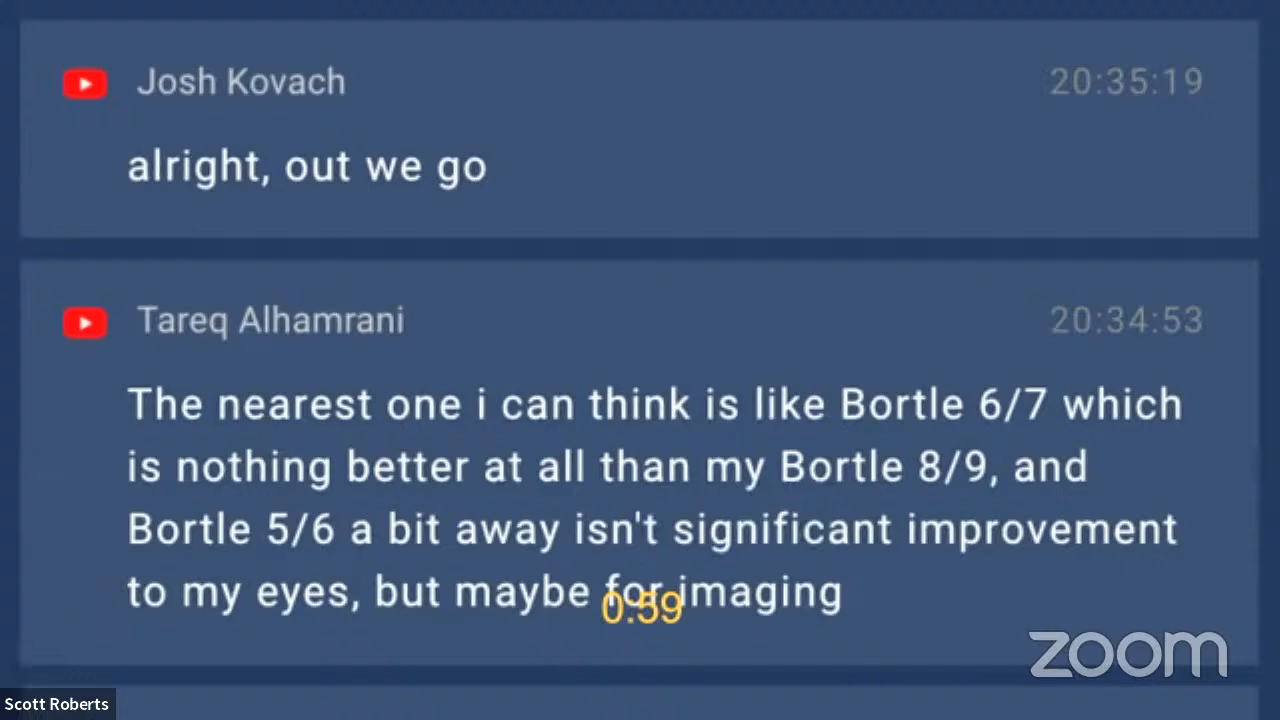 Josh Kovach 20:35:19
alright, out we go
Tareq Alhamrani 20:34:53
The nearest one i can think is like Bortle 6/7 which
is nothing better at all than my Bortle 8/9, and
Bortle 5/6 a bit away isn't significant improvement
to my eyes, but maybe for imaging
0:59
zoom
Scott Roberts